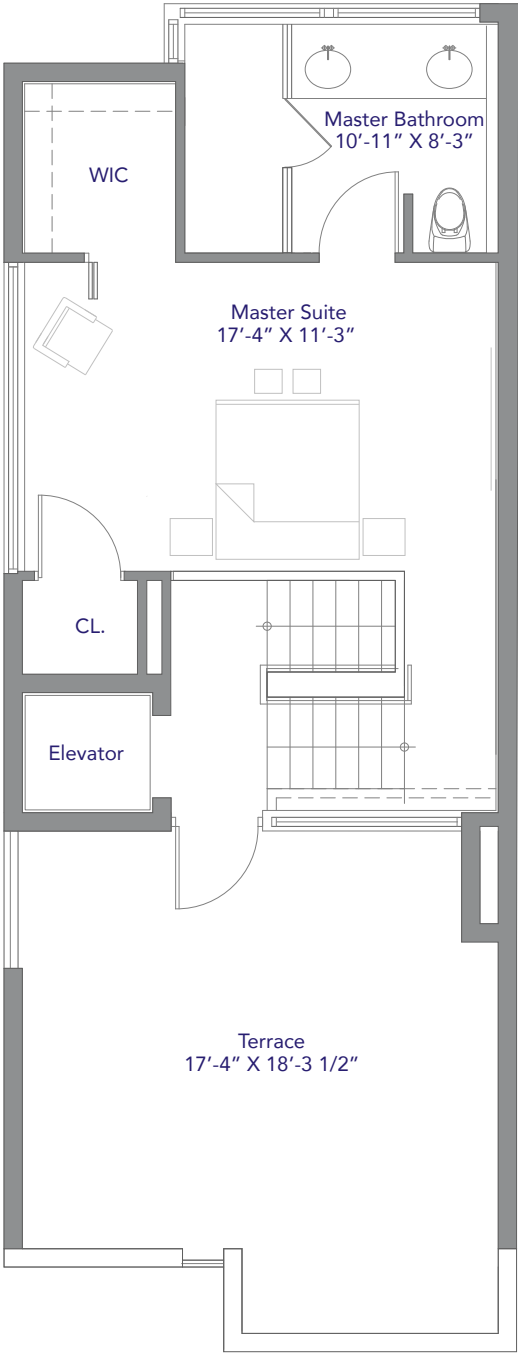 Master Bathroom
10’-11” X 8’-3”
WIC
Master Suite
17’-4” X 11’-3”
CL.
Elevator
Terrace
17’-4” X 18’-3 1/2”